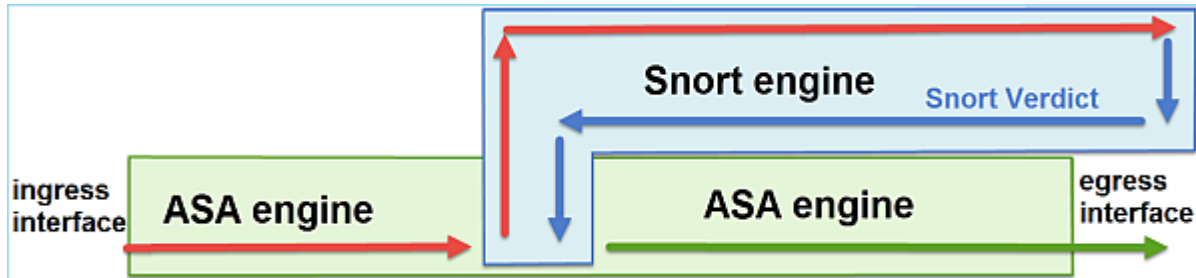 Snort engine
Snort Verdict
ingress
interface
ASA engine
ASA engine
egress
interface